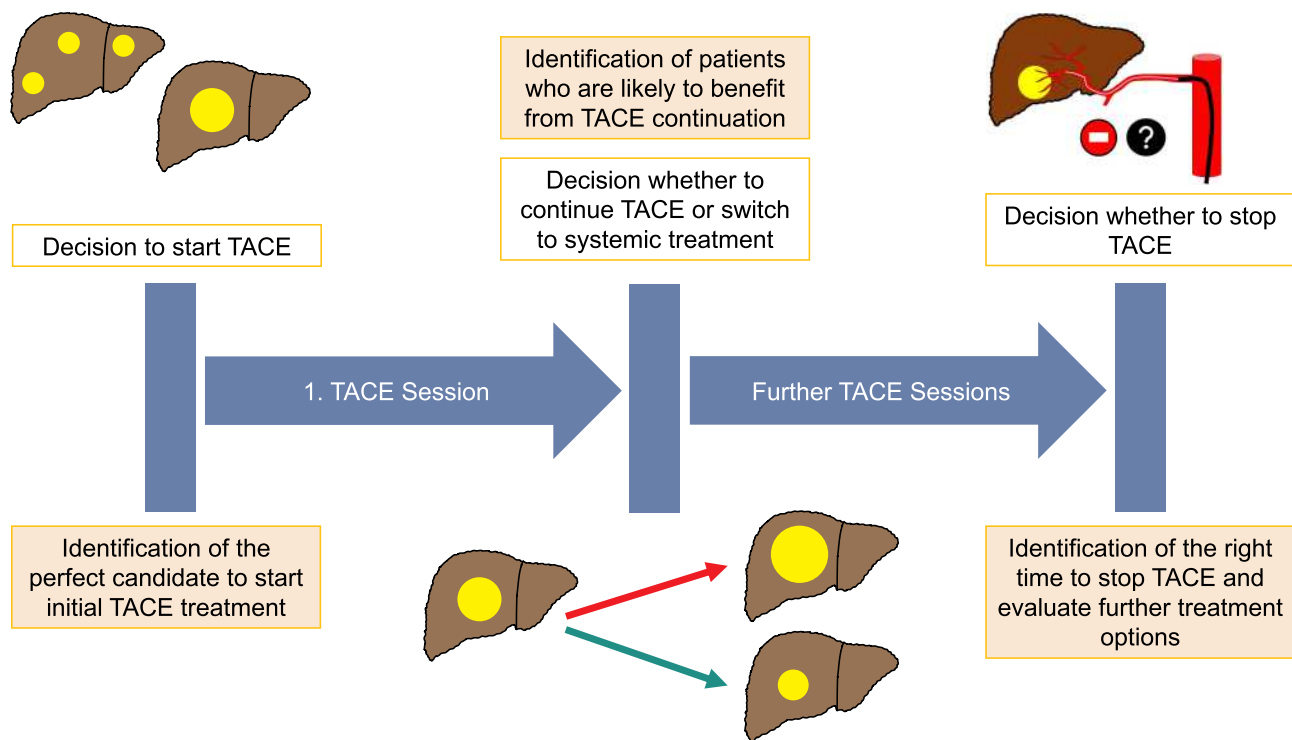 Identification of patients
who are likely to benefit
from TACE continuation
Decision to start TACE
Decision whether to
continue TACE or switch
to systemic treatment
Decision whether to stop
TACE
1. TACE Session
Further TACE Sessions
Identification of the
perfect candidate to start
initial TACE treatment
Identification of the right
time to stop TACE and
evaluate further treatment
options
?